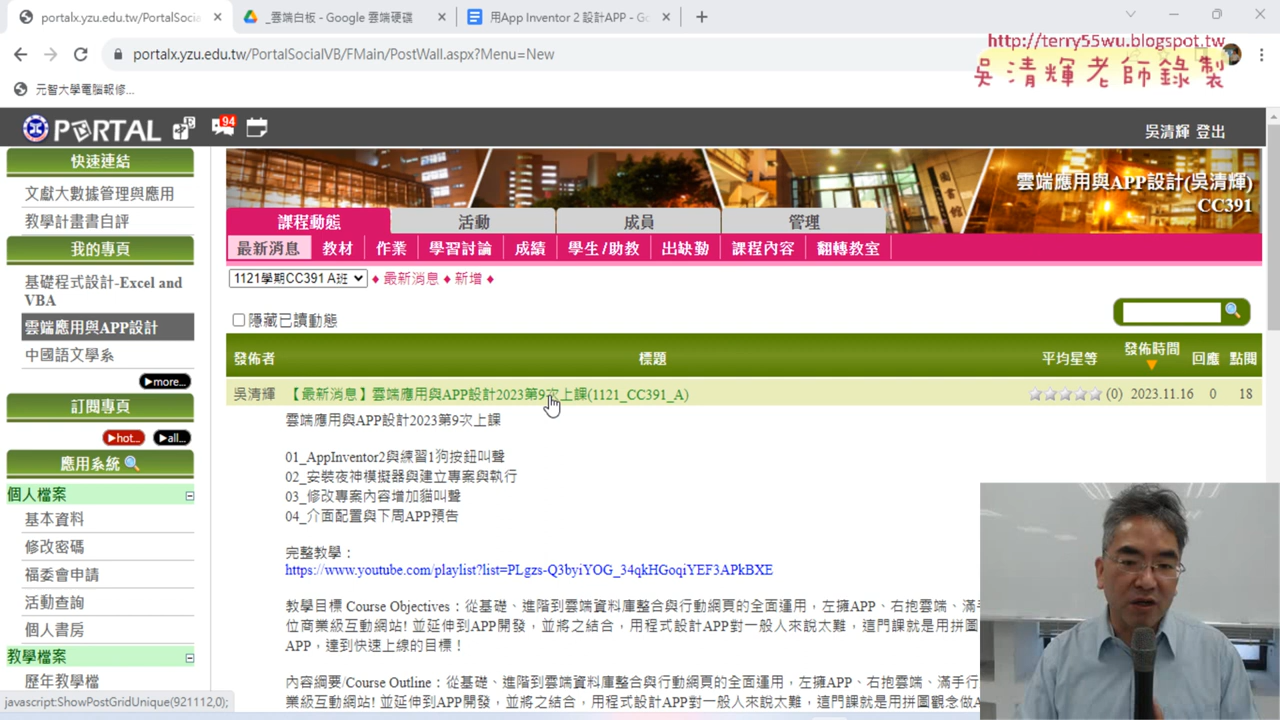 portalx.yzu.edu.tw/PortalSocia
_雲端白板 - Google 雲端硬碟
用App Inventor 2 設計APP - Go
portalx.yzu.edu.tw/PortalSocialVB/FMain/PostWall.aspx?Menu=New
http://terry55wu.blogspot.tw
吳清輝老師錄製
元智大學電腦報修...
PORTAL
94
吳清輝 登出
快速連結
文獻大數據管理與應用
教學計畫書自評
我的專頁
基礎程式設計-Excel and
VBA
雲端應用與APP設計
中國語文學系
▶more...
訂閱專頁
▶hot... ▶all...
應用系統
個人檔案
基本資料
修改密碼
福委會申請
活動查詢
個人書房
教學檔案
歷年教學檔
雲端應用與APP設計(吳清輝)
CC391
圖書館
課程動態 活動 成員 管理
最新消息 教材 作業 學習討論 成績 學生/助教 出缺勤 課程內容 翻轉教室
1121學期CC391 A班 ♦ 最新消息 ♦ 新增 ♦
隱藏已讀動態
發佈者 標題 平均星等 發佈時間 回應 點閱
吳清輝 【最新消息】雲端應用與APP設計2023第9次上課(1121_CC391_A) (0) 2023.11.16 0 18
雲端應用與APP設計2023第9次上課
01_AppInventor2與練習1狗按鈕叫聲
02_安裝夜神模擬器與建立專案與執行
03_修改專案內容增加貓叫聲
04_介面配置與下周APP預告
完整教學：
https://www.youtube.com/playlist?list=PLgzs-Q3byiYOG_34qkHGoqiYEF3APkBXE
教學目標 Course Objectives：從基礎、進階到雲端資料庫整合與行動網頁的全面運用，左擁APP、右抱雲端、滿手
位商業級互動網站! 並延伸到APP開發，並將之結合，用程式設計APP對一般人來說太難，這門課就是用拼圖
APP，達到快速上線的目標！
內容綱要/Course Outline：從基礎、進階到雲端資料庫整合與行動網頁的全面運用，左擁APP、右抱雲端、滿手行
業級互動網站! 並延伸到APP開發，並將之結合，用程式設計APP對一般人來說太難，這門課就是用拼圖觀念做A
javascript:ShowPostGridUnique(921112,0);